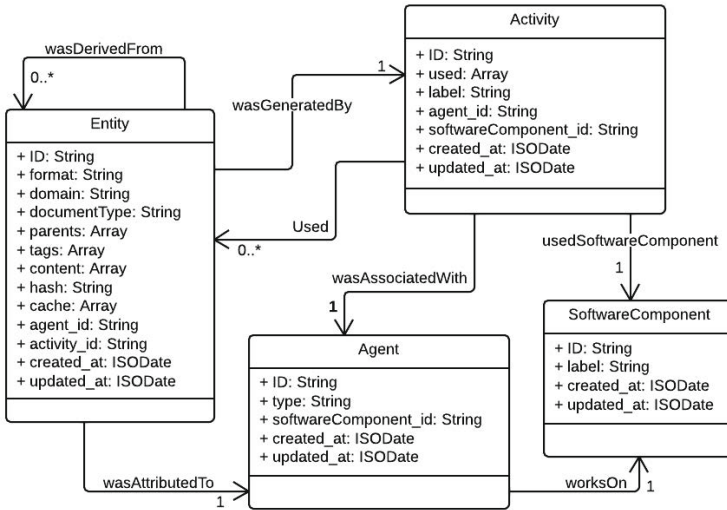 wasDerivedFrom
0..*
Entity
+ ID: String
+ format: String
+ domain: String
+ documentType: String
+ parents: Array
+ tags: Array
+ content: Array
+ hash: String
+ cache: Array
+ agent_id: String
+ activity_id: String
+ created_at: ISODate
+ updated_at: ISODate
wasGeneratedBy
1
Activity
+ ID: String
+ used: Array
+ label: String
+ agent_id: String
+ softwareComponent_id: String
+ created_at: ISODate
+ updated_at: ISODate
Used
0..*
wasAssociatedWith
1
usedSoftwareComponent
1
SoftwareComponent
+ ID: String
+ label: String
+ created_at: ISODate
+ updated_at: ISODate
Agent
+ ID: String
+ type: String
+ softwareComponent_id: String
+ created_at: ISODate
+ updated_at: ISODate
wasAttributedTo
1
worksOn
1